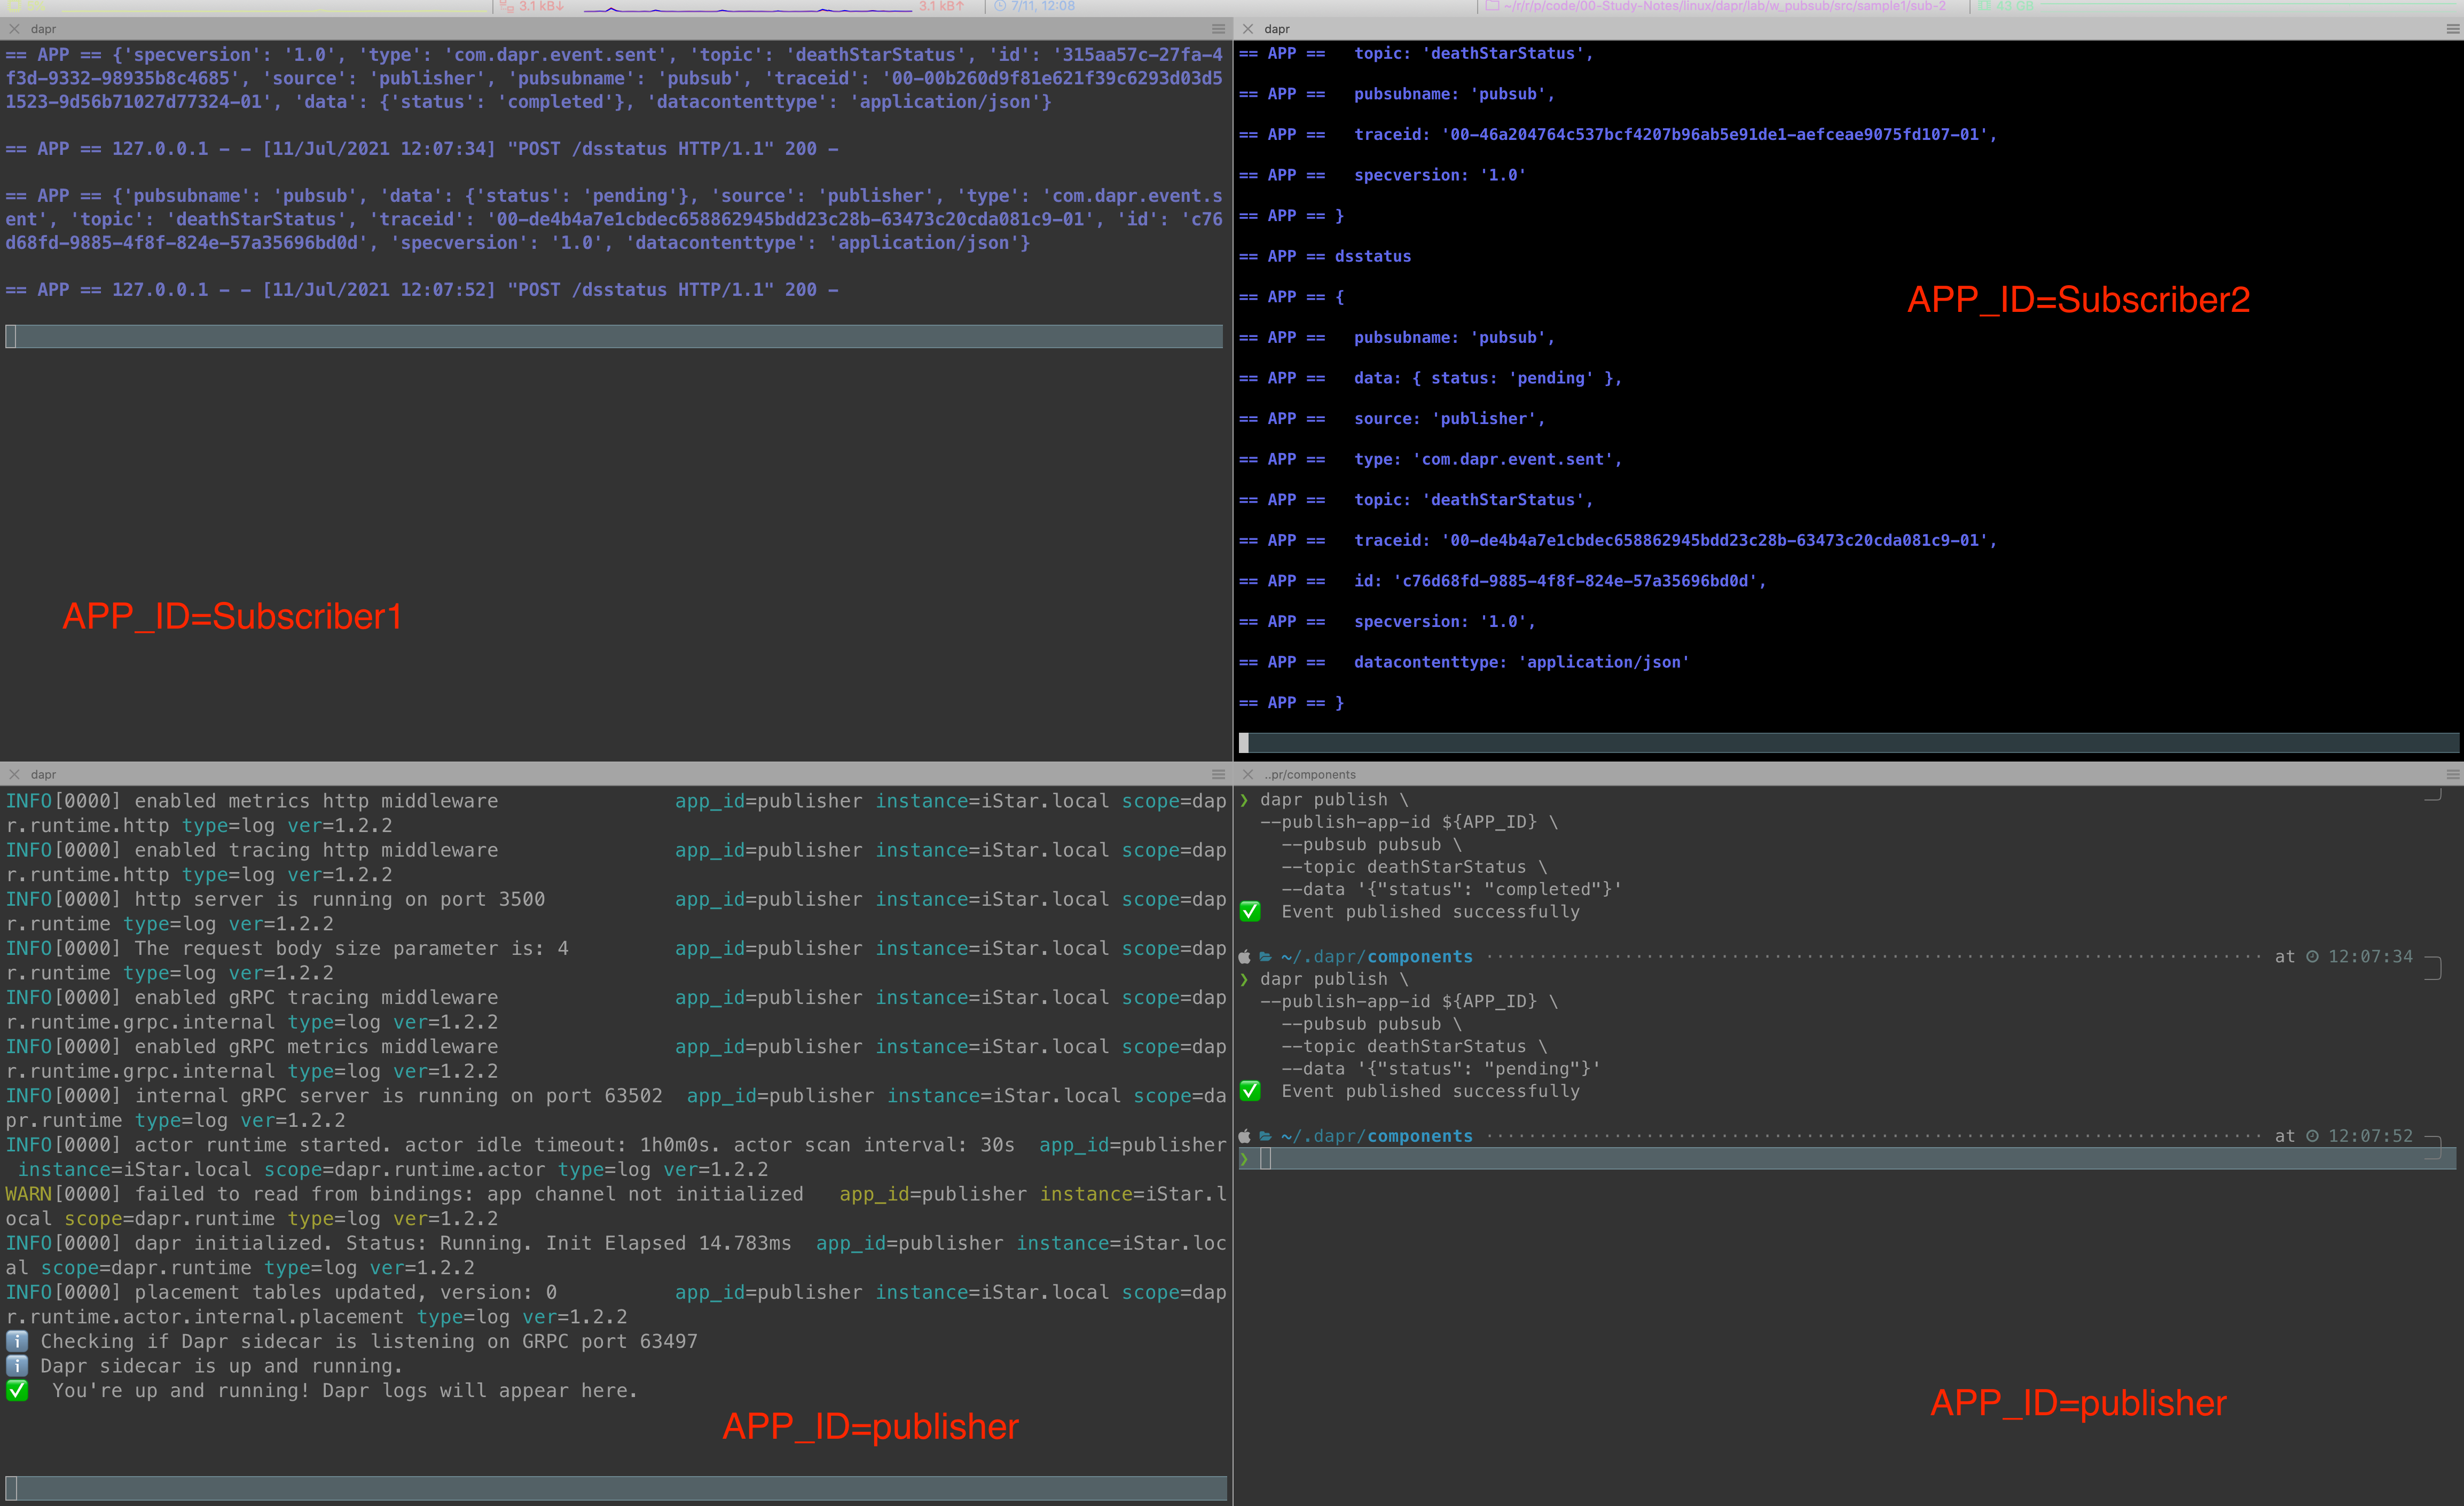 3.1 kB↓
3.1 kB↑
7/11, 12:08
~/r/r/p/code/00-Study-Notes/linux/dapr/lab/w_pubsub/src/sample1/sub-2
dapr
== APP == {'specversion': '1.0', 'type': 'com.dapr.event.sent', 'topic': 'deathStarStatus', 'id': '315aa57c-27fa-4
f3d-9332-98935b8c4685', 'source': 'publisher', 'pubsubname': 'pubsub', 'traceid': '00-00b260d9f81e621f39c6293d03d5
1523-9d56b71027d77324-01', 'data': {'status': 'completed'}, 'datacontenttype': 'application/json'}
== APP == 127.0.0.1 - - [11/Jul/2021 12:07:34] "POST /dsstatus HTTP/1.1" 200 -
== APP == {'pubsubname': 'pubsub', 'data': {'status': 'pending'}, 'source': 'publisher', 'type': 'com.dapr.event.s
ent', 'topic': 'deathStarStatus', 'traceid': '00-de4b4a7e1cbdec658862945bdd23c28b-63473c20cda081c9-01', 'id': 'c76
d68fd-9885-4f8f-824e-57a35696bd0d', 'specversion': '1.0', 'datacontenttype': 'application/json'}
== APP == 127.0.0.1 - - [11/Jul/2021 12:07:52] "POST /dsstatus HTTP/1.1" 200 -
APP_ID=Subscriber1
dapr
== APP ==   topic: 'deathStarStatus',
== APP ==   pubsubname: 'pubsub',
== APP ==   traceid: '00-46a204764c537bcf4207b96ab5e91de1-aefceae9075fd107-01',
== APP ==   specversion: '1.0'
== APP == }
== APP == dsstatus
== APP == {
== APP ==   pubsubname: 'pubsub',
== APP ==   data: { status: 'pending' },
== APP ==   source: 'publisher',
== APP ==   type: 'com.dapr.event.sent',
== APP ==   topic: 'deathStarStatus',
== APP ==   traceid: '00-de4b4a7e1cbdec658862945bdd23c28b-63473c20cda081c9-01',
== APP ==   id: 'c76d68fd-9885-4f8f-824e-57a35696bd0d',
== APP ==   specversion: '1.0',
== APP ==   datacontenttype: 'application/json'
== APP == }
APP_ID=Subscriber2
dapr
INFO[0000] enabled metrics http middleware               app_id=publisher instance=iStar.local scope=dap
r.runtime.http type=log ver=1.2.2
INFO[0000] enabled tracing http middleware               app_id=publisher instance=iStar.local scope=dap
r.runtime.http type=log ver=1.2.2
INFO[0000] http server is running on port 3500           app_id=publisher instance=iStar.local scope=dap
r.runtime type=log ver=1.2.2
INFO[0000] The request body size parameter is: 4         app_id=publisher instance=iStar.local scope=dap
r.runtime type=log ver=1.2.2
INFO[0000] enabled gRPC tracing middleware               app_id=publisher instance=iStar.local scope=dap
r.runtime.grpc.internal type=log ver=1.2.2
INFO[0000] enabled gRPC metrics middleware               app_id=publisher instance=iStar.local scope=dap
r.runtime.grpc.internal type=log ver=1.2.2
INFO[0000] internal gRPC server is running on port 63502  app_id=publisher instance=iStar.local scope=da
pr.runtime type=log ver=1.2.2
INFO[0000] actor runtime started. actor idle timeout: 1h0m0s. actor scan interval: 30s  app_id=publisher
 instance=iStar.local scope=dapr.runtime.actor type=log ver=1.2.2
WARN[0000] failed to read from bindings: app channel not initialized   app_id=publisher instance=iStar.l
ocal scope=dapr.runtime type=log ver=1.2.2
INFO[0000] dapr initialized. Status: Running. Init Elapsed 14.783ms  app_id=publisher instance=iStar.loc
al scope=dapr.runtime type=log ver=1.2.2
INFO[0000] placement tables updated, version: 0          app_id=publisher instance=iStar.local scope=dap
r.runtime.actor.internal.placement type=log ver=1.2.2
ℹ️ Checking if Dapr sidecar is listening on GRPC port 63497
ℹ️ Dapr sidecar is up and running.
✅ You're up and running! Dapr logs will appear here.
APP_ID=publisher
..pr/components
❯ dapr publish \
--publish-app-id ${APP_ID} \
--pubsub pubsub \
--topic deathStarStatus \
--data '{"status": "completed"}'
✅ Event published successfully
~/.dapr/components at 12:07:34
❯ dapr publish \
--publish-app-id ${APP_ID} \
--pubsub pubsub \
--topic deathStarStatus \
--data '{"status": "pending"}'
✅ Event published successfully
~/.dapr/components at 12:07:52
❯
APP_ID=publisher